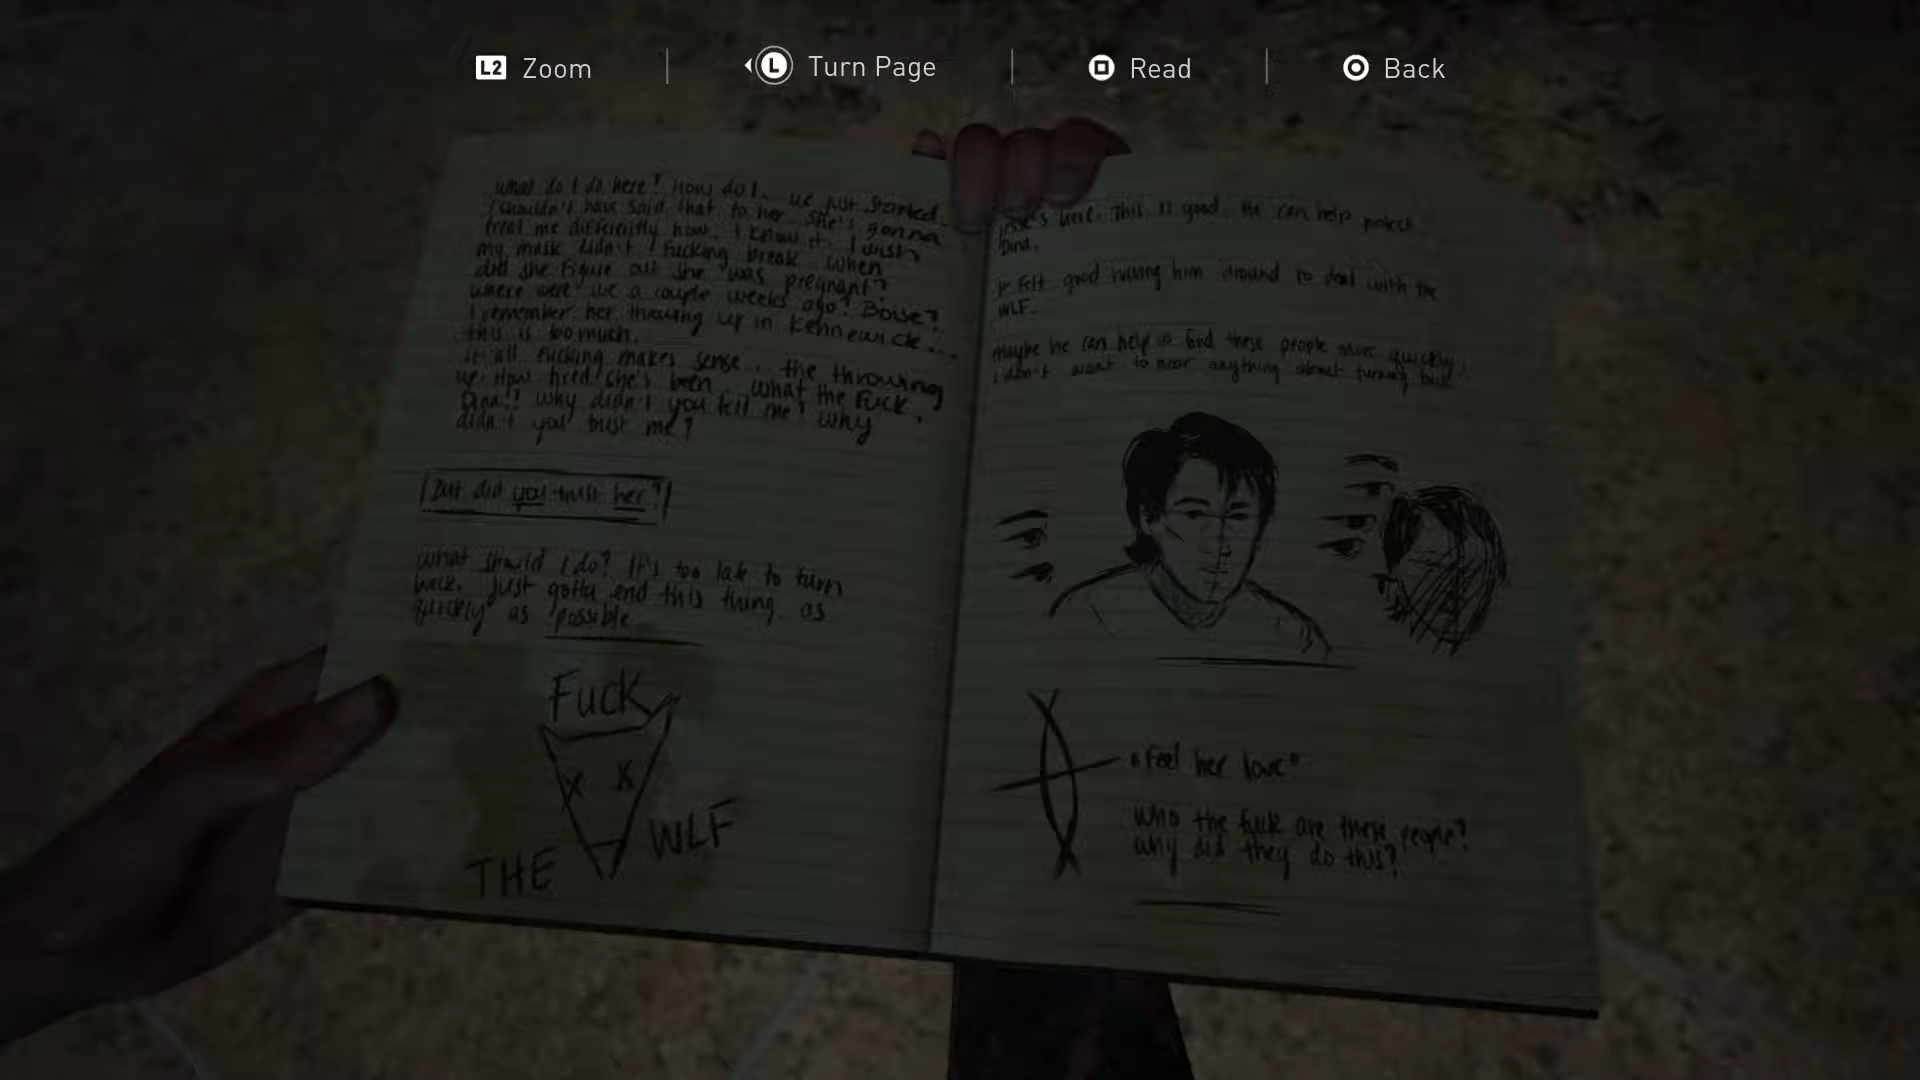 L2 Zoom
L Turn Page
Read
Back
what do I do here? How do I... we just started.
I shouldn't have said that to her. She's gonna
treat me differently now. I know it. I wish
my mask didn't fucking break. when
did she figure out she was pregnant?
where were we a couple weeks ago? Boise?
I remember her throwing up in Kennewick...
this is too much.
it all fucking makes sense. the throwing
up. How tired she's been. what the Fuck,
Dina!? why didn't you tell me? why
didn't you trust me?
But did you trust her?
what should I do? It's too late to turn
back. Just gotta end this thing as
quickly as possible
Fuck
THE WLF
Jesse's here. This is good. He can help protect
Dina.
It felt good having him around to deal with the
WLF.
Maybe he can help us find these people more quickly
I don't want to hear anything about turning back
"Feel her love"
who the fuck are these people?
why did they do this?